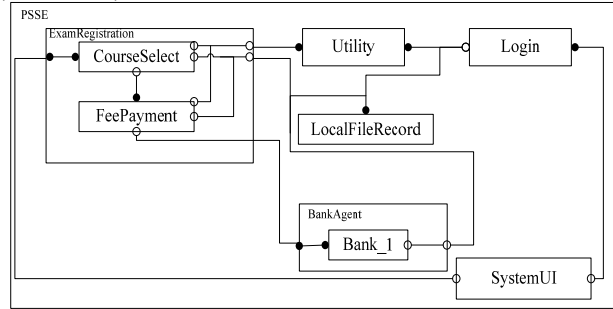 PSSE
ExamRegistration
CourseSelect
Utility
Login
FeePayment
LocalFileRecord
BankAgent
Bank_1
SystemUI